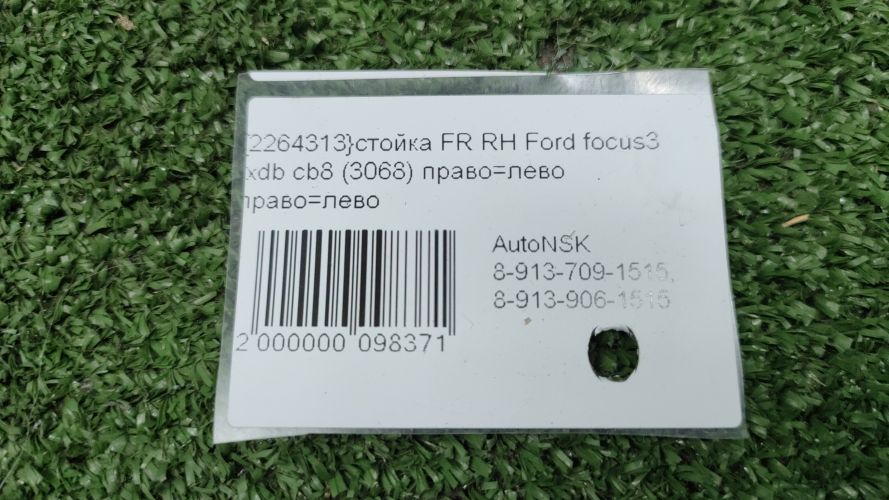 {2264313}стойка FR RH Ford focus3
xdb cb8 (3068) право=лево
право=лево
AutoNSK
8-913-709-1515,
8-913-906-1515
2 000000 098371